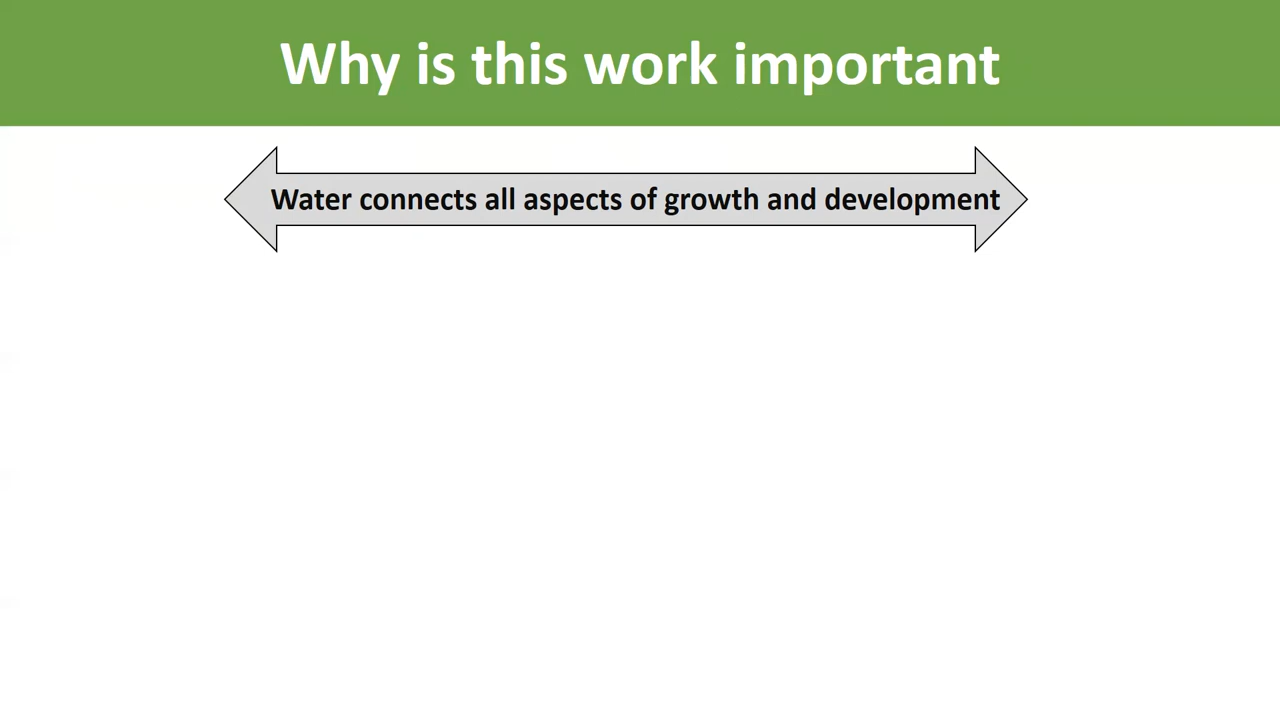 Why is this work important
Water connects all aspects of growth and development